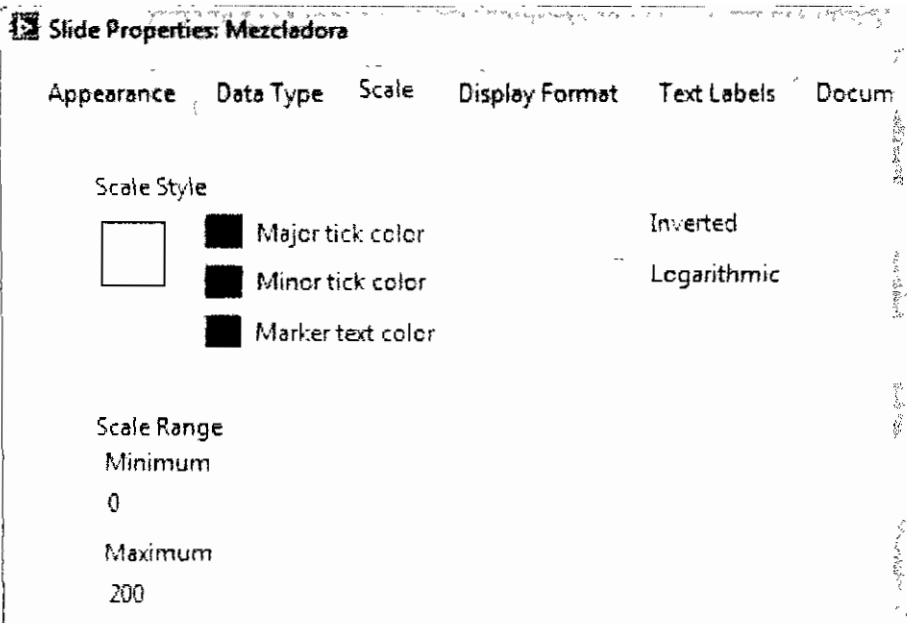 Slide Properties: Mezcladora
Appearance Data Type Scale Display Format Text Labels Docum
Scale Style
Major tick color
Inverted
Minor tick color
Logarithmic
Marker text color
Scale Range
Minimum
0
Maximum
200